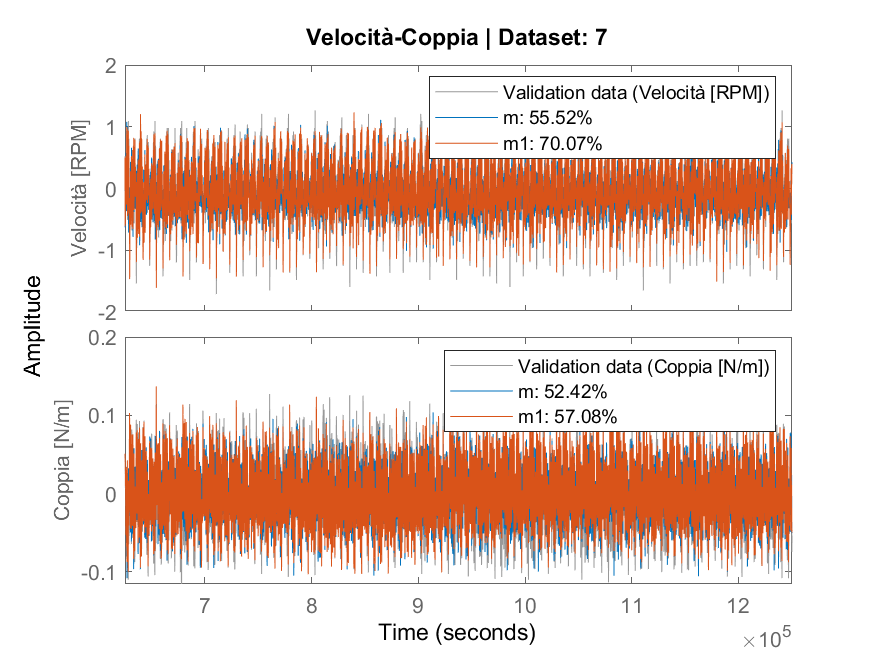 Velocità-Coppia | Dataset: 7
Amplitude
Velocità [RPM]
2
1
0
-1
-2
Validation data (Velocità [RPM])
m: 55.52%
m1: 70.07%
Coppia [N/m]
0.2
0.1
0
-0.1
Validation data (Coppia [N/m])
m: 52.42%
m1: 57.08%
7 8 9 10 11 12
×10⁵
Time (seconds)